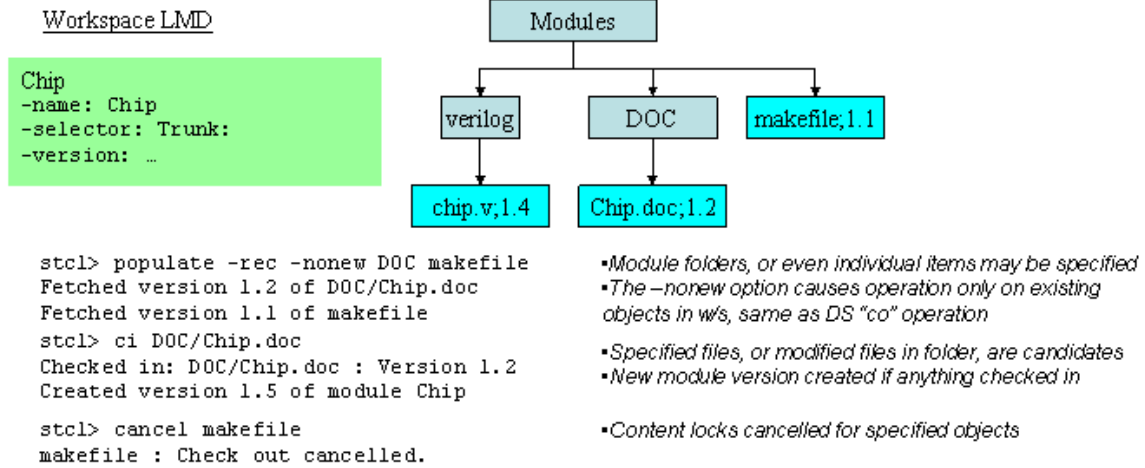 Workspace LMD
Modules
Chip
-name: Chip
-selector: Trunk:
-version: …
verilog
DOC
makefile;1.1
chip.v;1.4
Chip.doc;1.2
stcl> populate -rec -nonew DOC makefile
Fetched version 1.2 of DOC/Chip.doc
Fetched version 1.1 of makefile
stcl> ci DOC/Chip.doc
Checked in: DOC/Chip.doc : Version 1.2
Created version 1.5 of module Chip
stcl> cancel makefile
makefile : Check out cancelled.
▪Module folders, or even individual items may be specified
▪The –nonew option causes operation only on existing
objects in w/s, same as DS "co" operation
▪Specified files, or modified files in folder, are candidates
▪New module version created if anything checked in
▪Content locks cancelled for specified objects